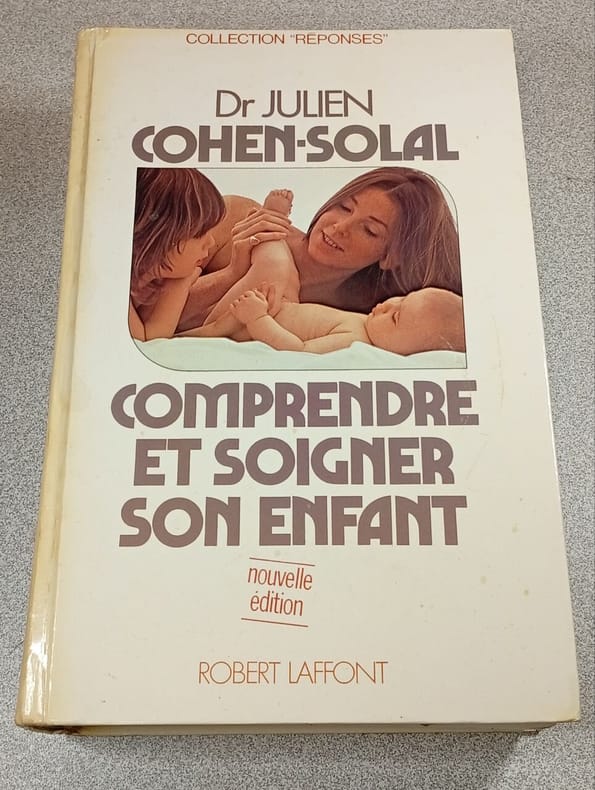 COLLECTION "RÉPONSES"
Dr JULIEN
COHEN-SOLAL
COMPRENDRE
ET SOIGNER
SON ENFANT
nouvelle
édition
ROBERT LAFFONT